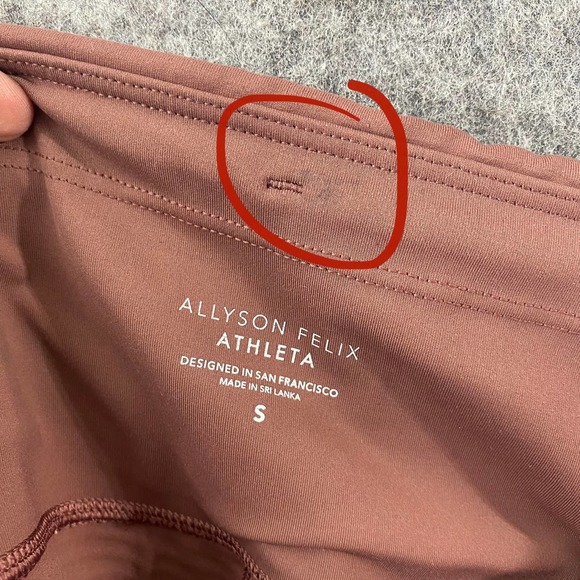 ALLYSON FELIX
ATHLETA
DESIGNED IN SAN FRANCISCO
MADE IN SRI LANKA
S